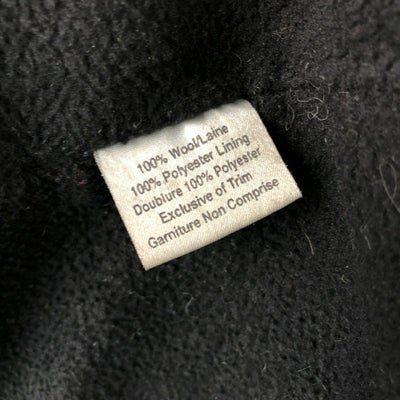 100% Wool/Laine
100% Polyester Lining
Doublure 100% Polyester
Exclusive of Trim
Garniture Non Comprise